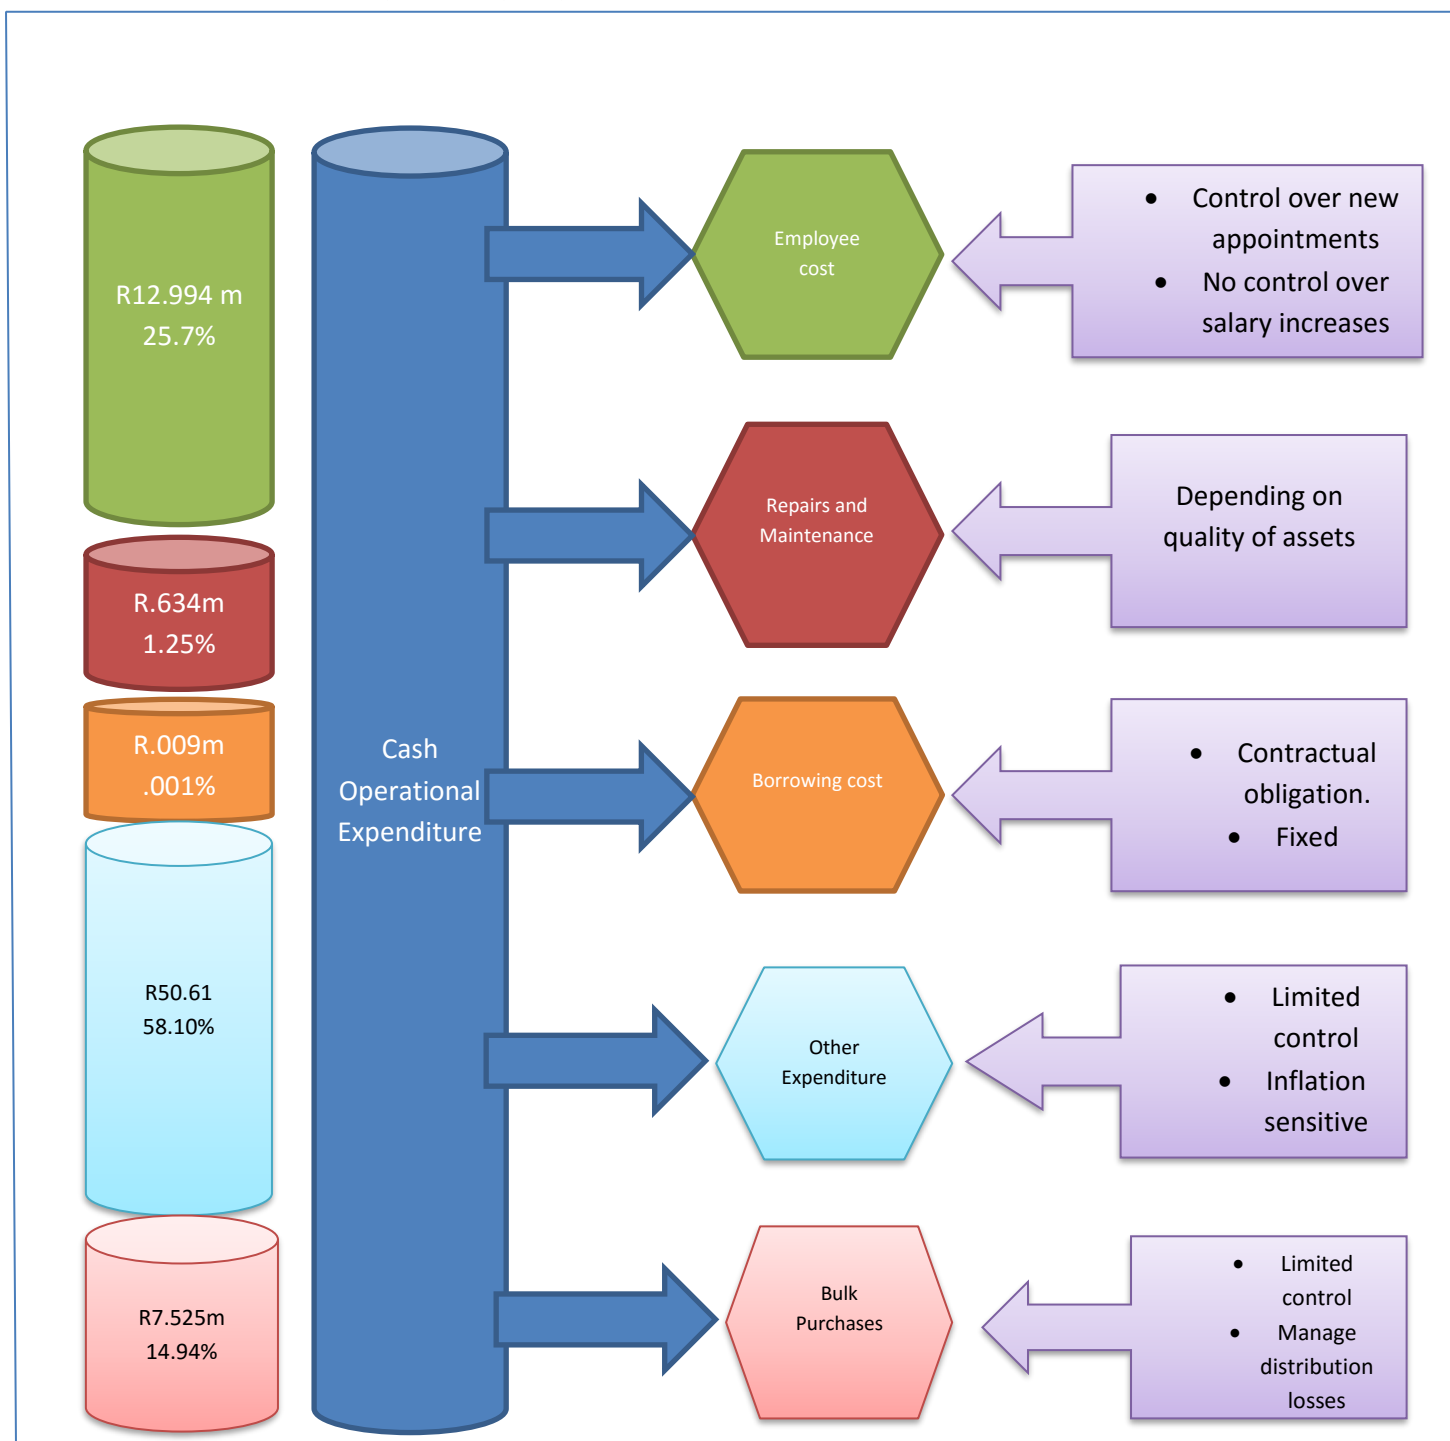 R12.994 m
25.7%
R.634m
1.25%
R.009m
.001%
R50.61
58.10%
R7.525m
14.94%
Cash
Operational
Expenditure
Employee
cost
Repairs and
Maintenance
Borrowing cost
Other
Expenditure
Bulk
Purchases
• Control over new
appointments
• No control over
salary increases
Depending on
quality of assets
• Contractual
obligation.
• Fixed
• Limited
control
• Inflation
sensitive
• Limited
control
• Manage
distribution
losses